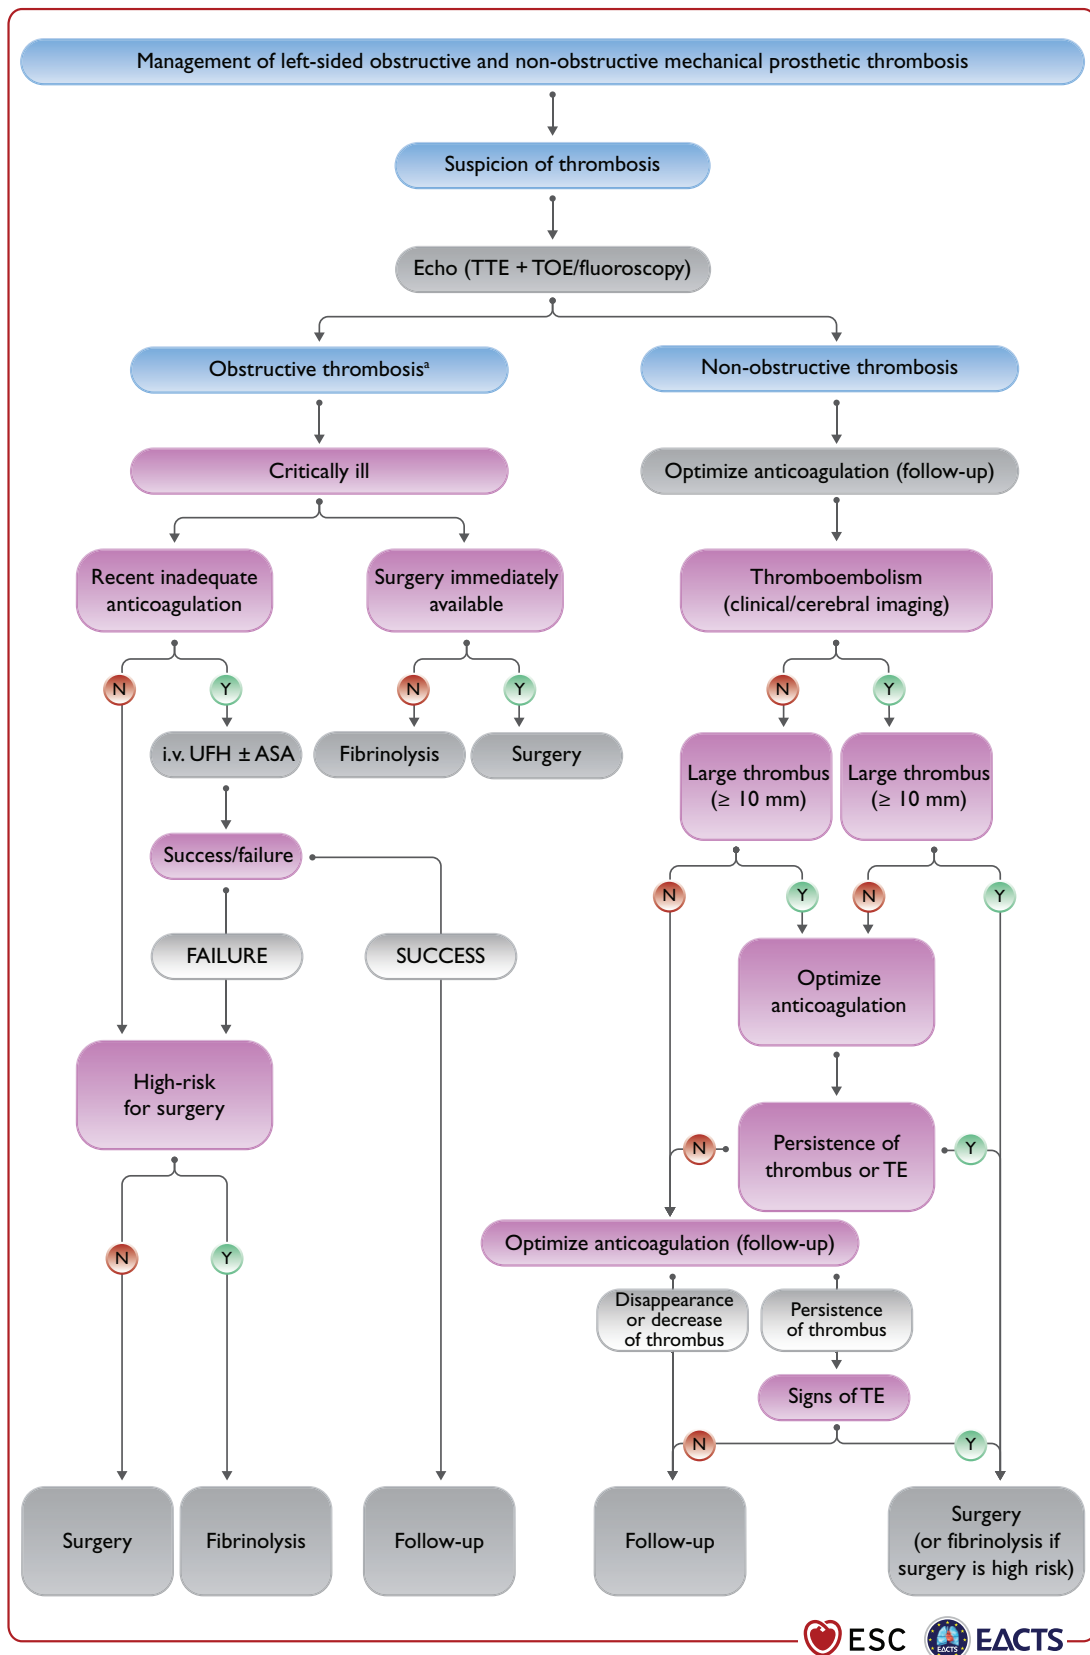 Management of left-sided obstructive and non-obstructive mechanical prosthetic thrombosis
Suspicion of thrombosis
Echo (TTE + TOE/fluoroscopy)
Obstructive thrombosisª
Non-obstructive thrombosis
Critically ill
Optimize anticoagulation (follow-up)
Recent inadequate
anticoagulation
Surgery immediately
available
Thromboembolism
(clinical/cerebral imaging)
N
Y
N
Y
N
Y
i.v. UFH ± ASA
Fibrinolysis
Surgery
Large thrombus
(≥ 10 mm)
Large thrombus
(≥ 10 mm)
Success/failure
N
Y
N
Y
FAILURE
SUCCESS
Optimize
anticoagulation
High-risk
for surgery
N
Persistence of
thrombus or TE
Y
Optimize anticoagulation (follow-up)
N
Y
Disappearance
or decrease
of thrombus
Persistence
of thrombus
Signs of TE
N
Y
Surgery
Fibrinolysis
Follow-up
Follow-up
Surgery
(or fibrinolysis if
surgery is high risk)
ESC
EACTS
EACTS